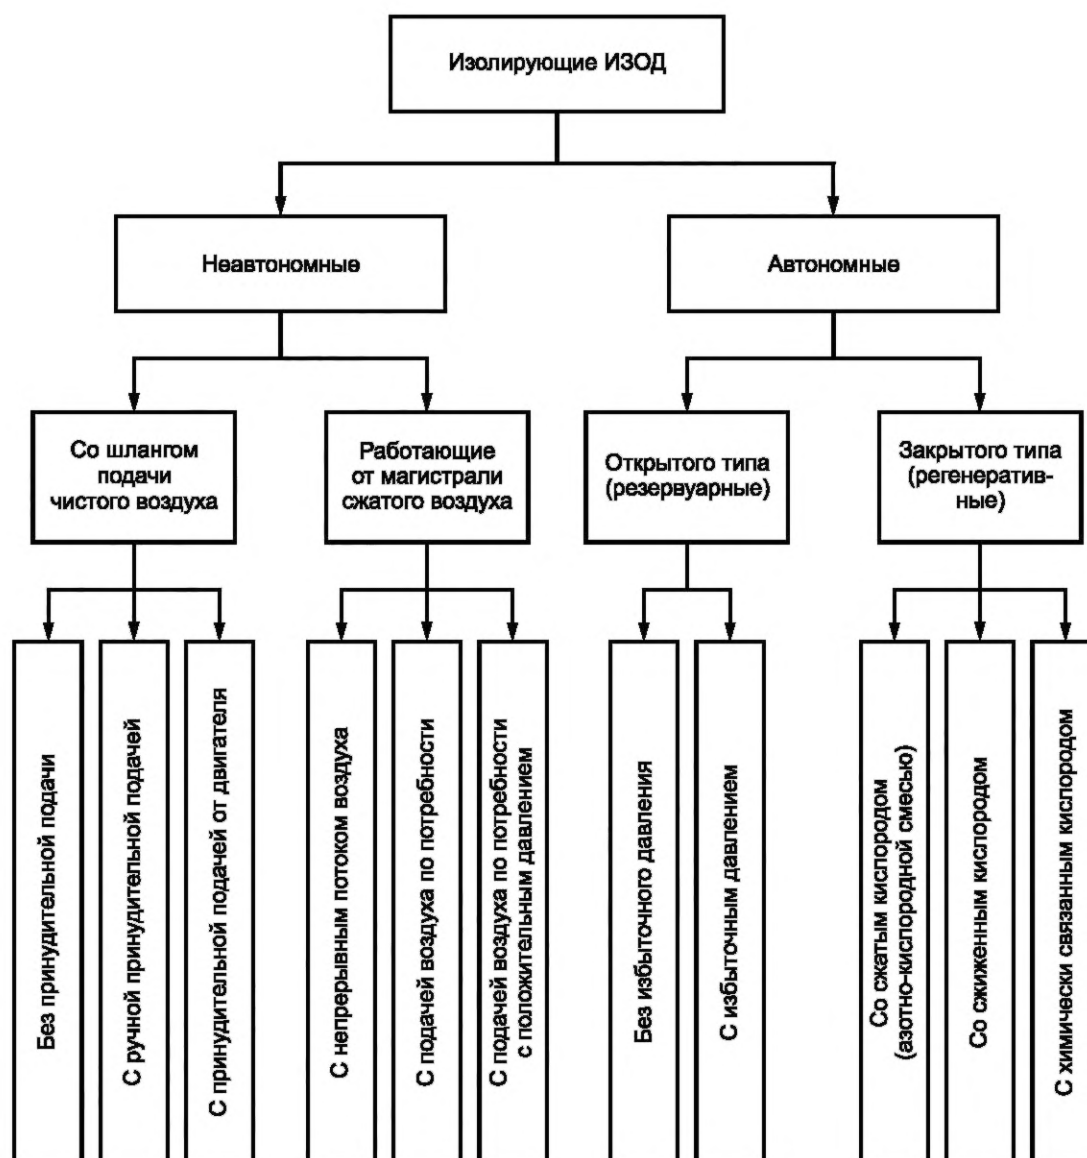 Изолирующие ИЗОД
Неавтономные
Автономные
Со шлангом
подачи
чистого воздуха
Работающие
от магистрали
сжатого воздуха
Открытого типа
(резервуарные)
Закрытого типа
(регенератив-
ные)
Без принудительной подачи
С ручной принудительной подачей
С принудительной подачей от двигателя
С непрерывным потоком воздуха
С подачей воздуха по потребности
С подачей воздуха по потребности
с положительным давлением
Без избыточного давления
С избыточным давлением
Со сжатым кислородом
(азотно-кислородной смесью)
Со сжиженным кислородом
С химически связанным кислородом